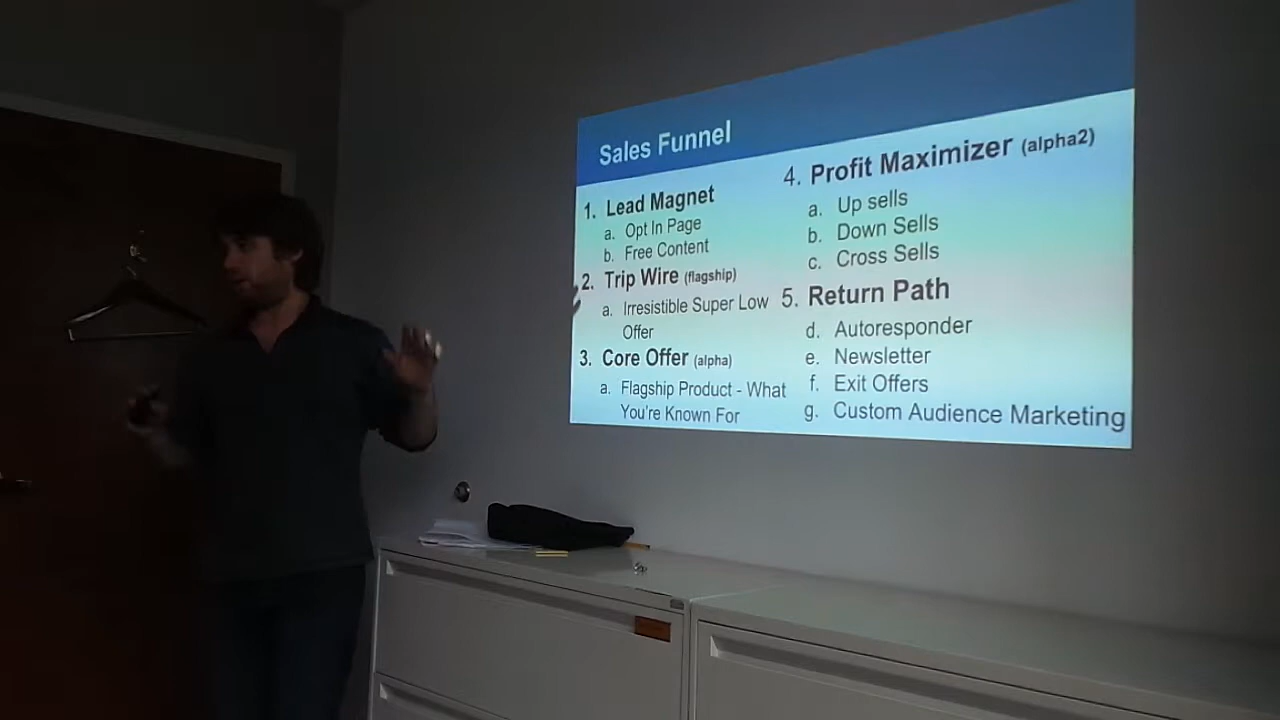 Sales Funnel
1. Lead Magnet
a. Opt In Page
b. Free Content
2. Trip Wire (flagship)
a. Irresistible Super Low
Offer
3. Core Offer (alpha)
a. Flagship Product - What
You're Known For
4. Profit Maximizer (alpha2)
a. Up sells
b. Down Sells
c. Cross Sells
5. Return Path
d. Autoresponder
e. Newsletter
f. Exit Offers
g. Custom Audience Marketing